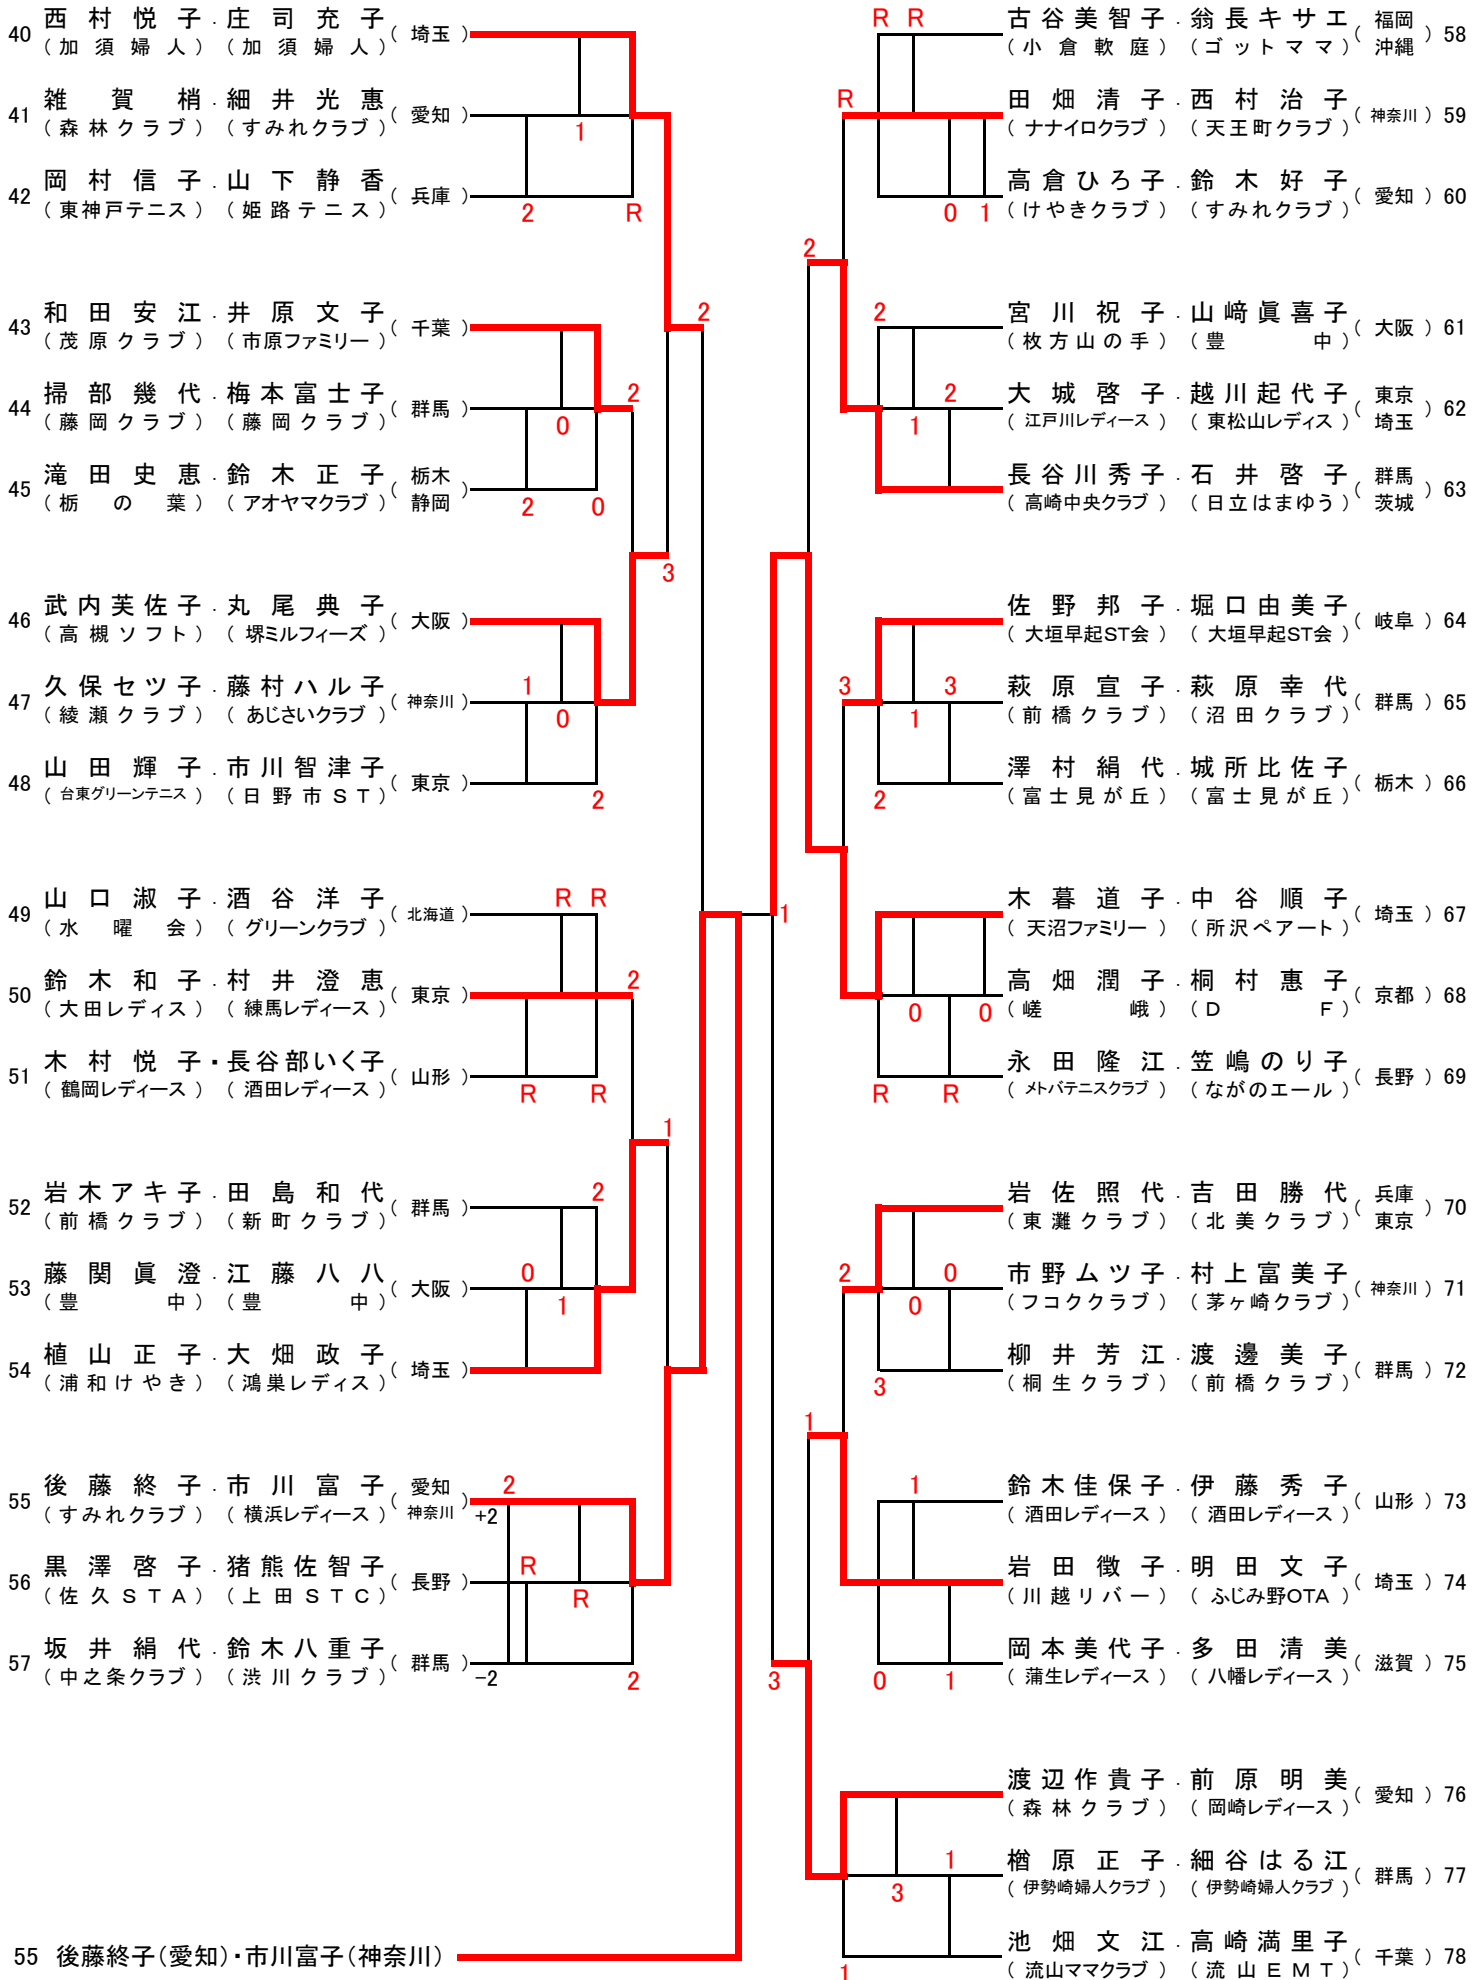 40 西村悦子・庄司充子 (埼玉)
(加須婦人) (加須婦人)
1
41 雑賀梢・細井光惠 (愛知)
(森林クラブ) (すみれクラブ)
42 岡村信子・山下静香 (兵庫)
(東神戸テニス) (姫路テニス)
2 R
2
43 和田安江・井原文子 (千葉)
(茂原クラブ) (市原ファミリー)
2
44 掃部幾代・梅本富士子 (群馬)
(藤岡クラブ) (藤岡クラブ)
0
45 滝田史恵・鈴木正子 (栃木 静岡)
(栃の葉) (アオヤマクラブ)
2 0
3
46 武内芙佐子・丸尾典子 (大阪)
(高槻ソフト) (堺ミルフィーズ)
1
47 久保セツ子・藤村ハル子 (神奈川)
(綾瀬クラブ) (あじさいクラブ)
0
48 山田輝子・市川智津子 (東京)
(台東グリーンテニス) (日野市ST)
2
R R
49 山口淑子・酒谷洋子 (北海道)
(水曜会) (グリーンクラブ)
2
50 鈴木和子・村井澄恵 (東京)
(大田レディス) (練馬レディース)
51 木村悦子・長谷部いく子 (山形)
(鶴岡レディース) (酒田レディース)
R R
1
2
52 岩木アキ子・田島和代 (群馬)
(前橋クラブ) (新町クラブ)
0
53 藤関眞澄・江藤八八 (大阪)
(豊中) (豊中)
1
54 植山正子・大畑政子 (埼玉)
(浦和けやき) (鴻巣レディス)
2
55 後藤終子・市川富子 (愛知 神奈川)
(すみれクラブ) (横浜レディース)
+2
R
56 黒澤啓子・猪熊佐智子 (長野)
(佐久STA) (上田STC)
R
57 坂井絹代・鈴木八重子 (群馬)
(中之条クラブ) (渋川クラブ)
-2
2
55 後藤終子(愛知)・市川富子(神奈川)
R R
古谷美智子・翁長キサエ (福岡 沖縄) 58
(小倉軟庭) (ゴットママ)
R
田畑清子・西村治子 (神奈川) 59
(ナナイロクラブ) (天王町クラブ)
高倉ひろ子・鈴木好子 (愛知) 60
(けやきクラブ) (すみれクラブ)
0 1
2
2
宮川祝子・山﨑眞喜子 (大阪) 61
(枚方山の手) (豊中)
2
大城啓子・越川起代子 (東京 埼玉) 62
(江戸川レディース) (東松山レディス)
1
長谷川秀子・石井啓子 (群馬 茨城) 63
(高崎中央クラブ) (日立はまゆう)
佐野邦子・堀口由美子 (岐阜) 64
(大垣早起ST会) (大垣早起ST会)
3 3
萩原宣子・萩原幸代 (群馬) 65
(前橋クラブ) (沼田クラブ)
1
澤村絹代・城所比佐子 (栃木) 66
(富士見が丘) (富士見が丘)
2
1
木暮道子・中谷順子 (埼玉) 67
(天沼ファミリー) (所沢ペアート)
高畑潤子・桐村惠子 (京都) 68
(嵯峨) (DF)
0 0
永田隆江・笠嶋のり子 (長野) 69
(メトバテニスクラブ) (ながのエール)
R R
岩佐照代・吉田勝代 (兵庫 東京) 70
(東灘クラブ) (北美クラブ)
2 0
市野ムツ子・村上富美子 (神奈川) 71
(フコククラブ) (茅ヶ崎クラブ)
0
柳井芳江・渡邊美子 (群馬) 72
(桐生クラブ) (前橋クラブ)
3
1
1
鈴木佳保子・伊藤秀子 (山形) 73
(酒田レディース) (酒田レディース)
岩田徴子・明田文子 (埼玉) 74
(川越リバー) (ふじみ野OTA)
岡本美代子・多田清美 (滋賀) 75
(蒲生レディース) (八幡レディース)
3 0 1
渡辺作貴子・前原明美 (愛知) 76
(森林クラブ) (岡崎レディース)
1
楢原正子・細谷はる江 (群馬) 77
(伊勢崎婦人クラブ) (伊勢崎婦人クラブ)
3
池畑文江・高崎満里子 (千葉) 78
(流山ママクラブ) (流山EMT)
1